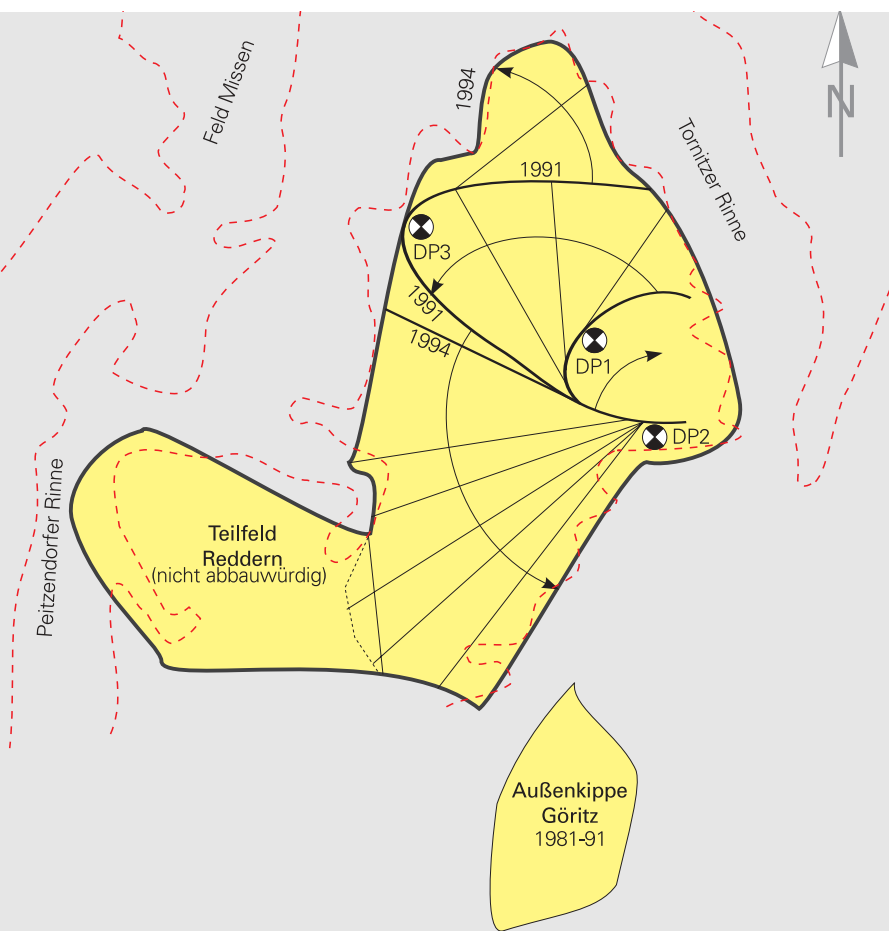 Feld Missen
1994
N
Tornitzer Rinne
1991
DP3
1991
1994
DP1
DP2
Peitzendorfer Rinne
Teilfeld
Reddern
(nicht abbauwürdig)
Außenkippe
Göritz
1981-91